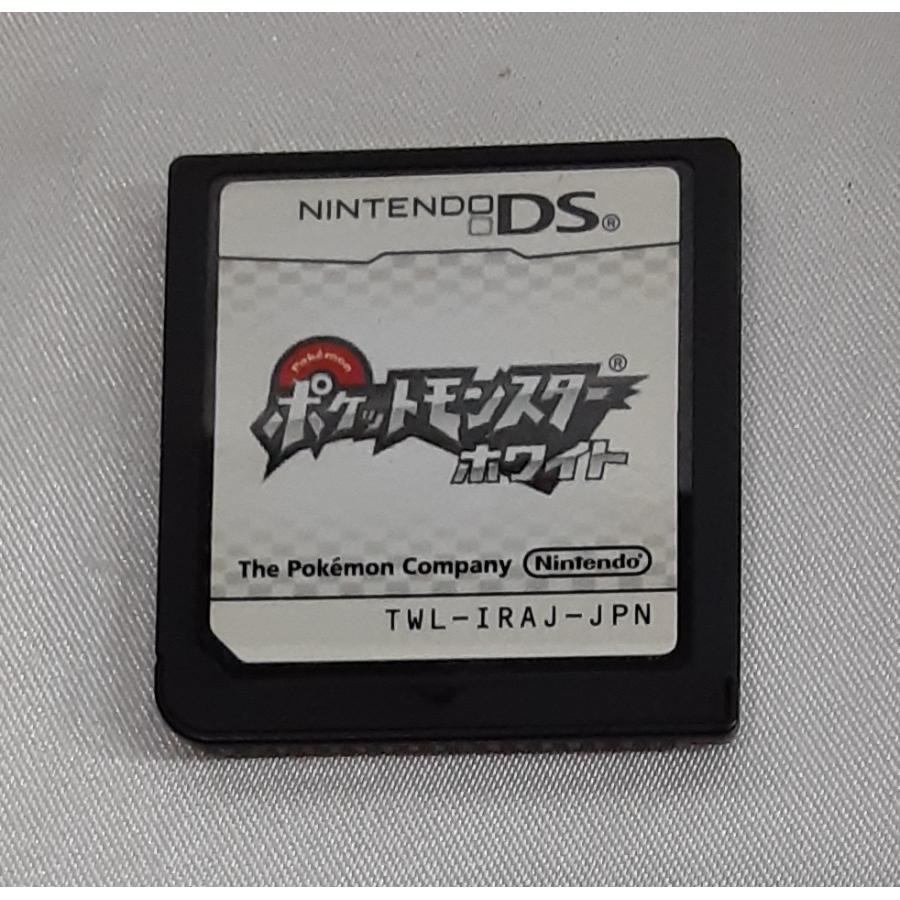 NINTENDO DS®
Pokémon
ポケットモンスター®
ホワイト
The Pokémon Company Nintendo®
TWL-IRAJ-JPN